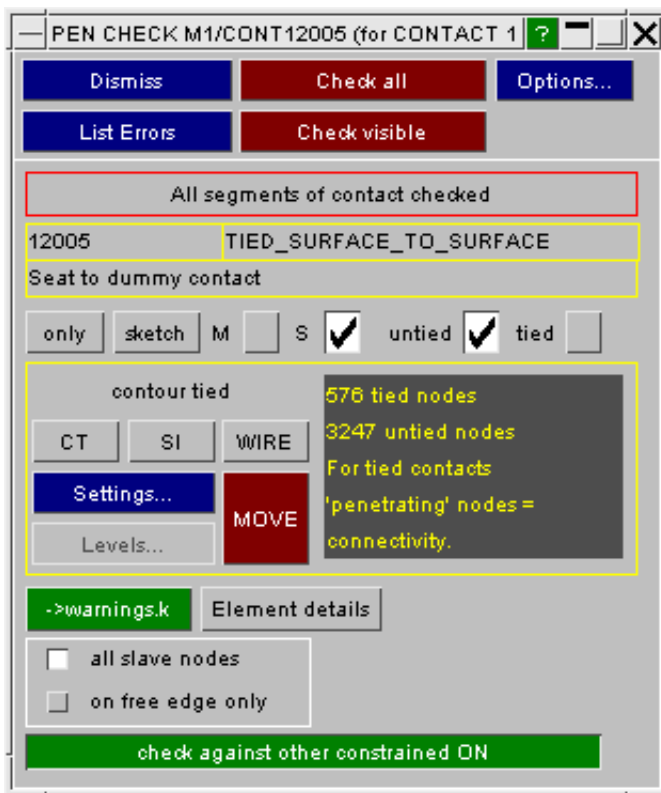 PEN CHECK M1/CONT12005 (for CONTACT 1 ?
Dismiss Check all Options...
List Errors Check visible
All segments of contact checked
12005 TIED_SURFACE_TO_SURFACE
Seat to dummy contact
only sketch M S untied tied
contour tied
CT SI WIRE
Settings...
MOVE
Levels...
576 tied nodes
3247 untied nodes
For tied contacts
'penetrating' nodes =
connectivity.
->warnings.k Element details
all slave nodes
on free edge only
check against other constrained ON